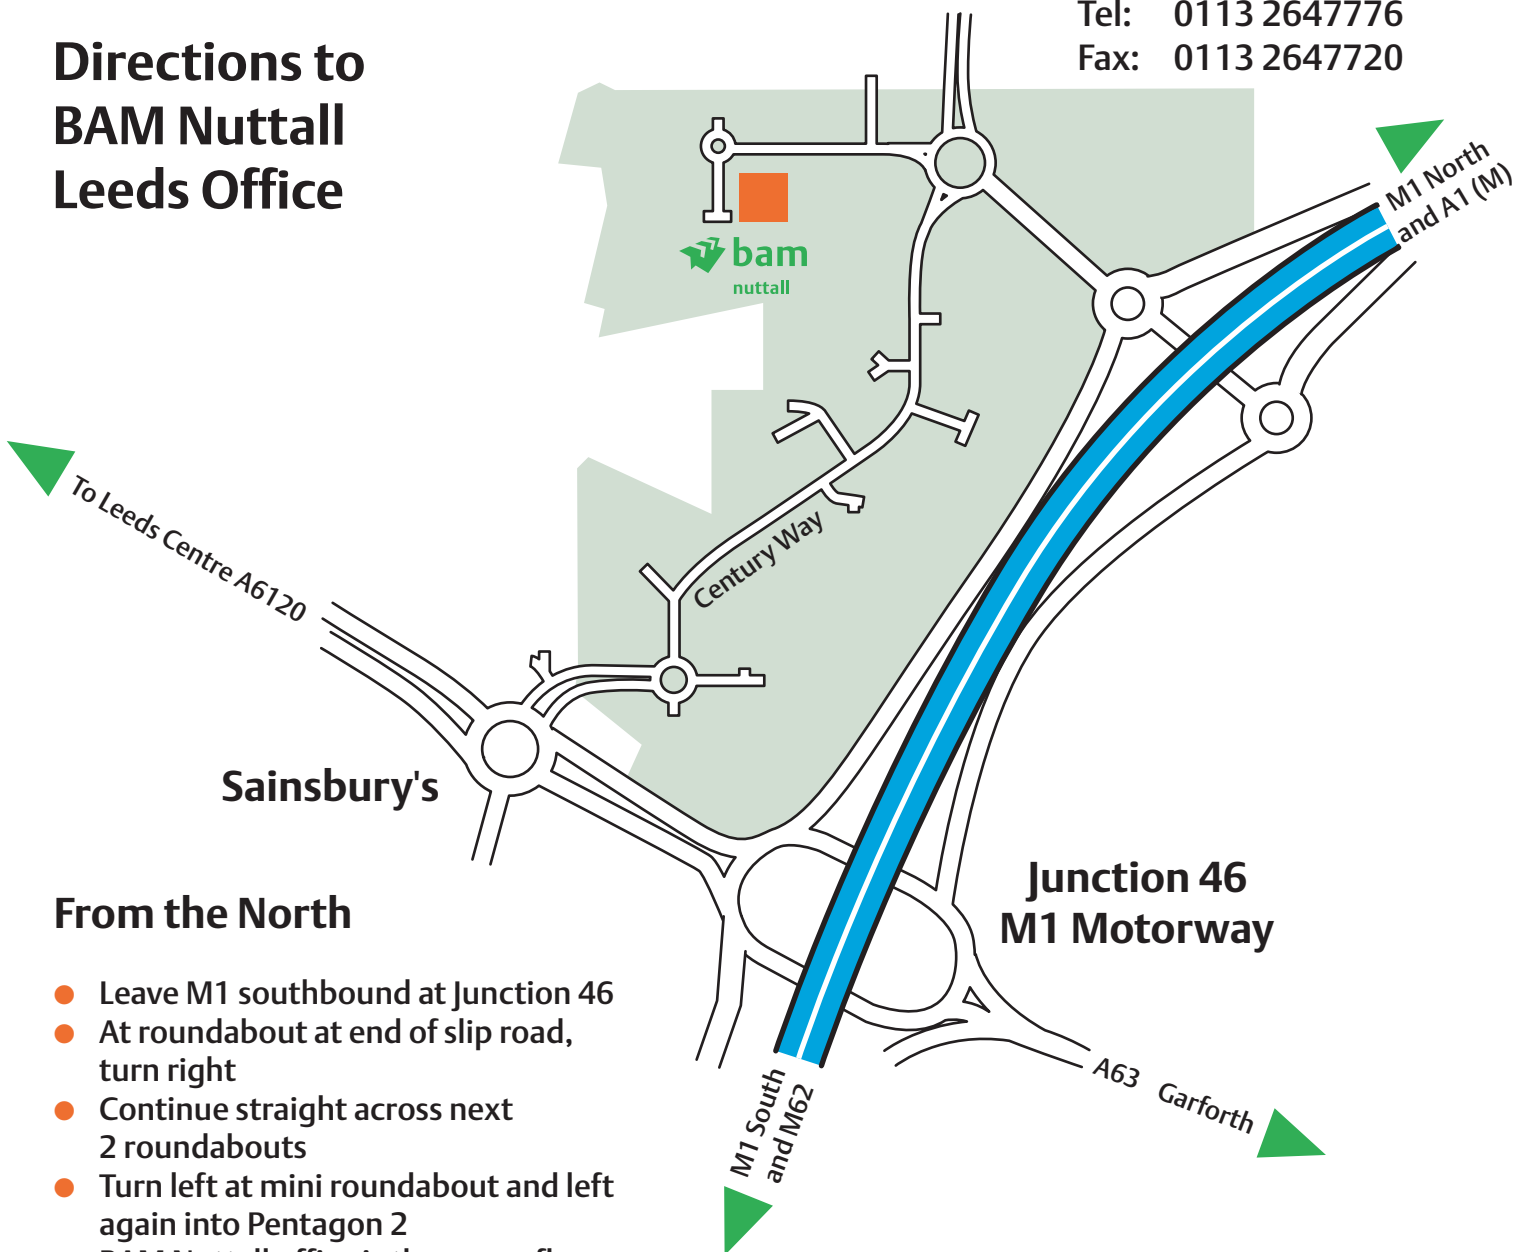 Tel: 0113 2647776
Fax: 0113 2647720
Directions to
BAM Nuttall
Leeds Office
M1 North
and A1 (M)
bam
nuttall
To Leeds Centre A6120
Century Way
Sainsbury's
Junction 46
M1 Motorway
From the North
● Leave M1 southbound at Junction 46
● At roundabout at end of slip road,
turn right
● Continue straight across next
2 roundabouts
● Turn left at mini roundabout and left
again into Pentagon 2
A63 Garforth
M1 South
and M62